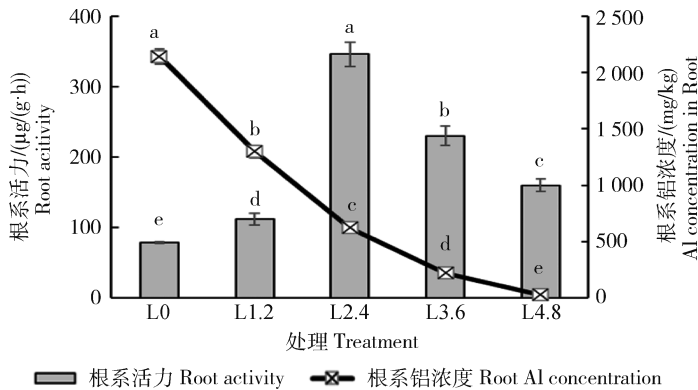 400
300
200
100
0
根系活力/(μg/(g·h))
Root acitivity
2 500
2 000
1 500
1 000
500
0
根系铝浓度/(mg/kg)
Al concentration in Root
a
b
c
d
e
e
d
a
b
c
L0 L1.2 L2.4 L3.6 L4.8
处理 Treatment
根系活力 Root activity 根系铝浓度 Root Al concentration